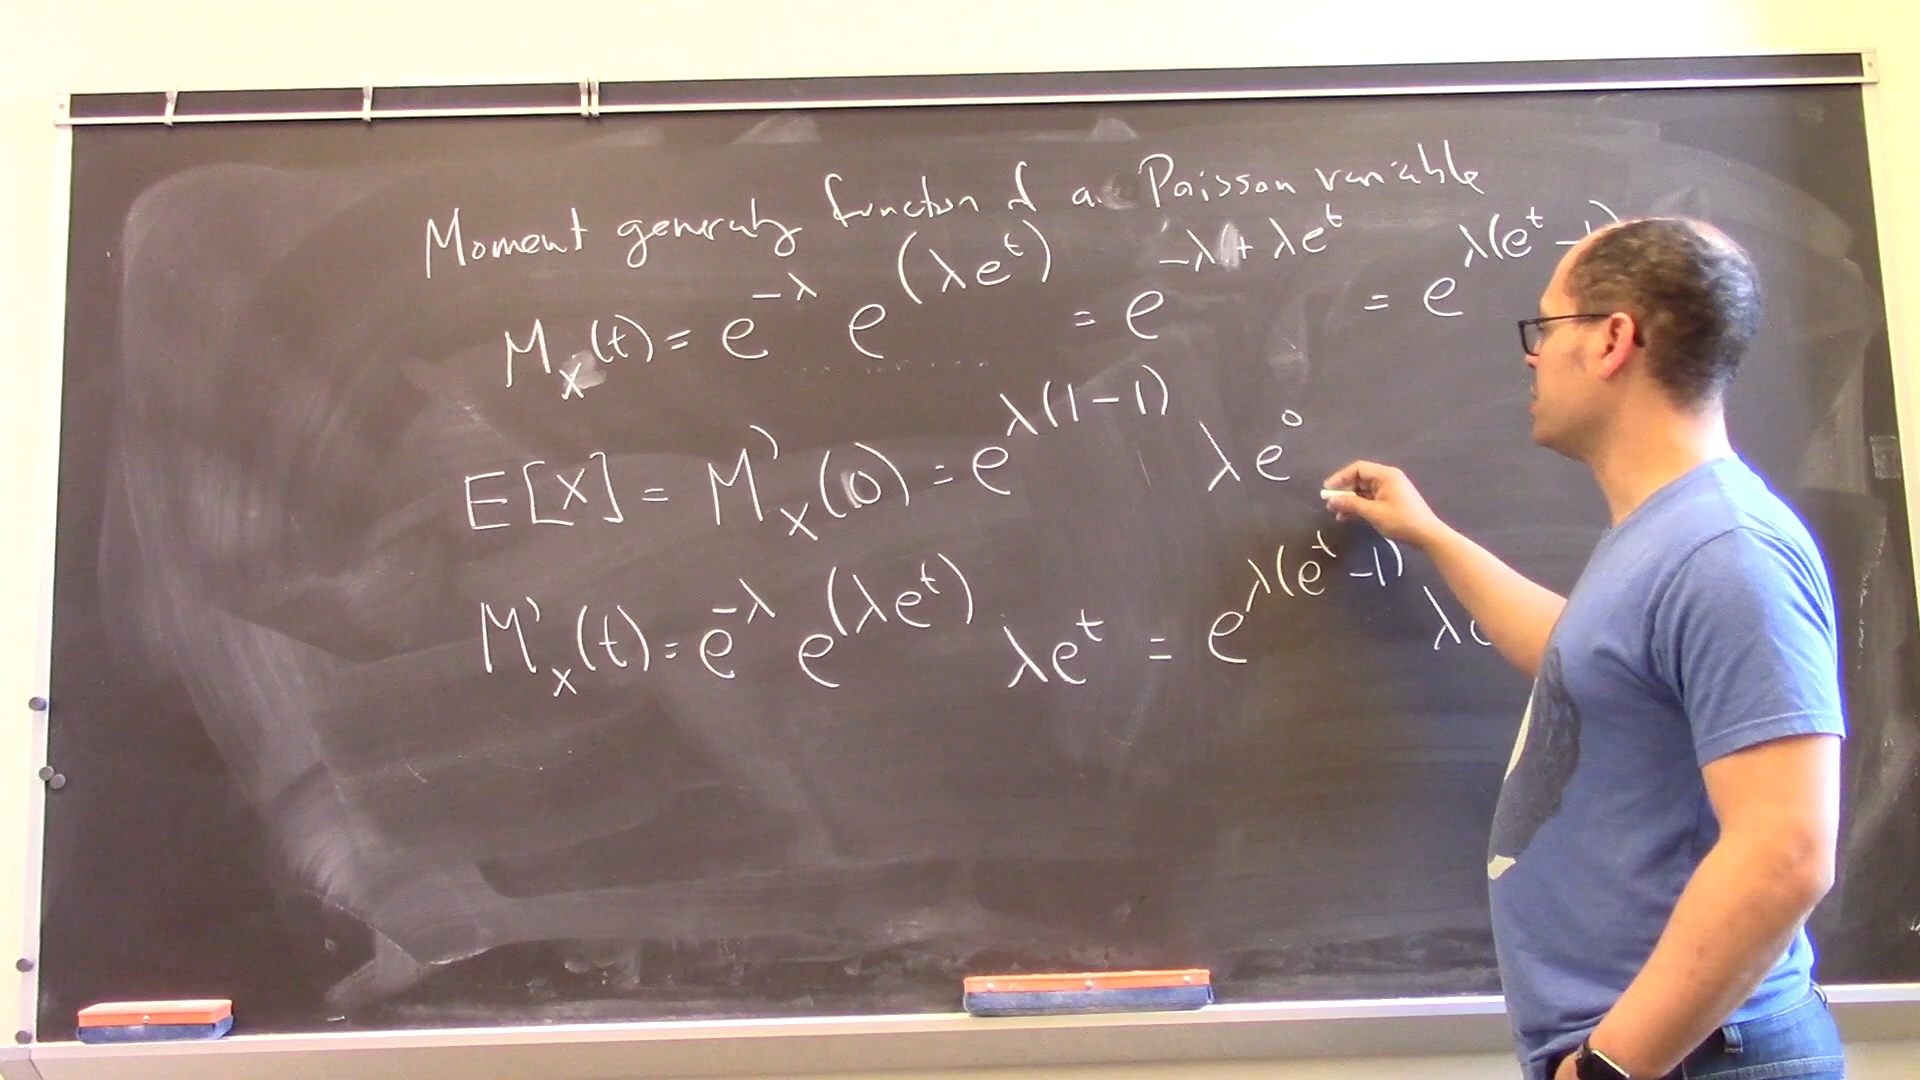 Moment generating function of a Poisson variable
M_X(t) = e^{-λ} e^{(λe^t)} = e^{-λ + λe^t} = e^{λ(e^t - 1)}
E[X] = M'_X(0) = e^{λ(1-1)} λe^0
M'_X(t) = e^{-λ} e^{(λe^t)} λe^t = e^{λ(e^t - 1)} λe